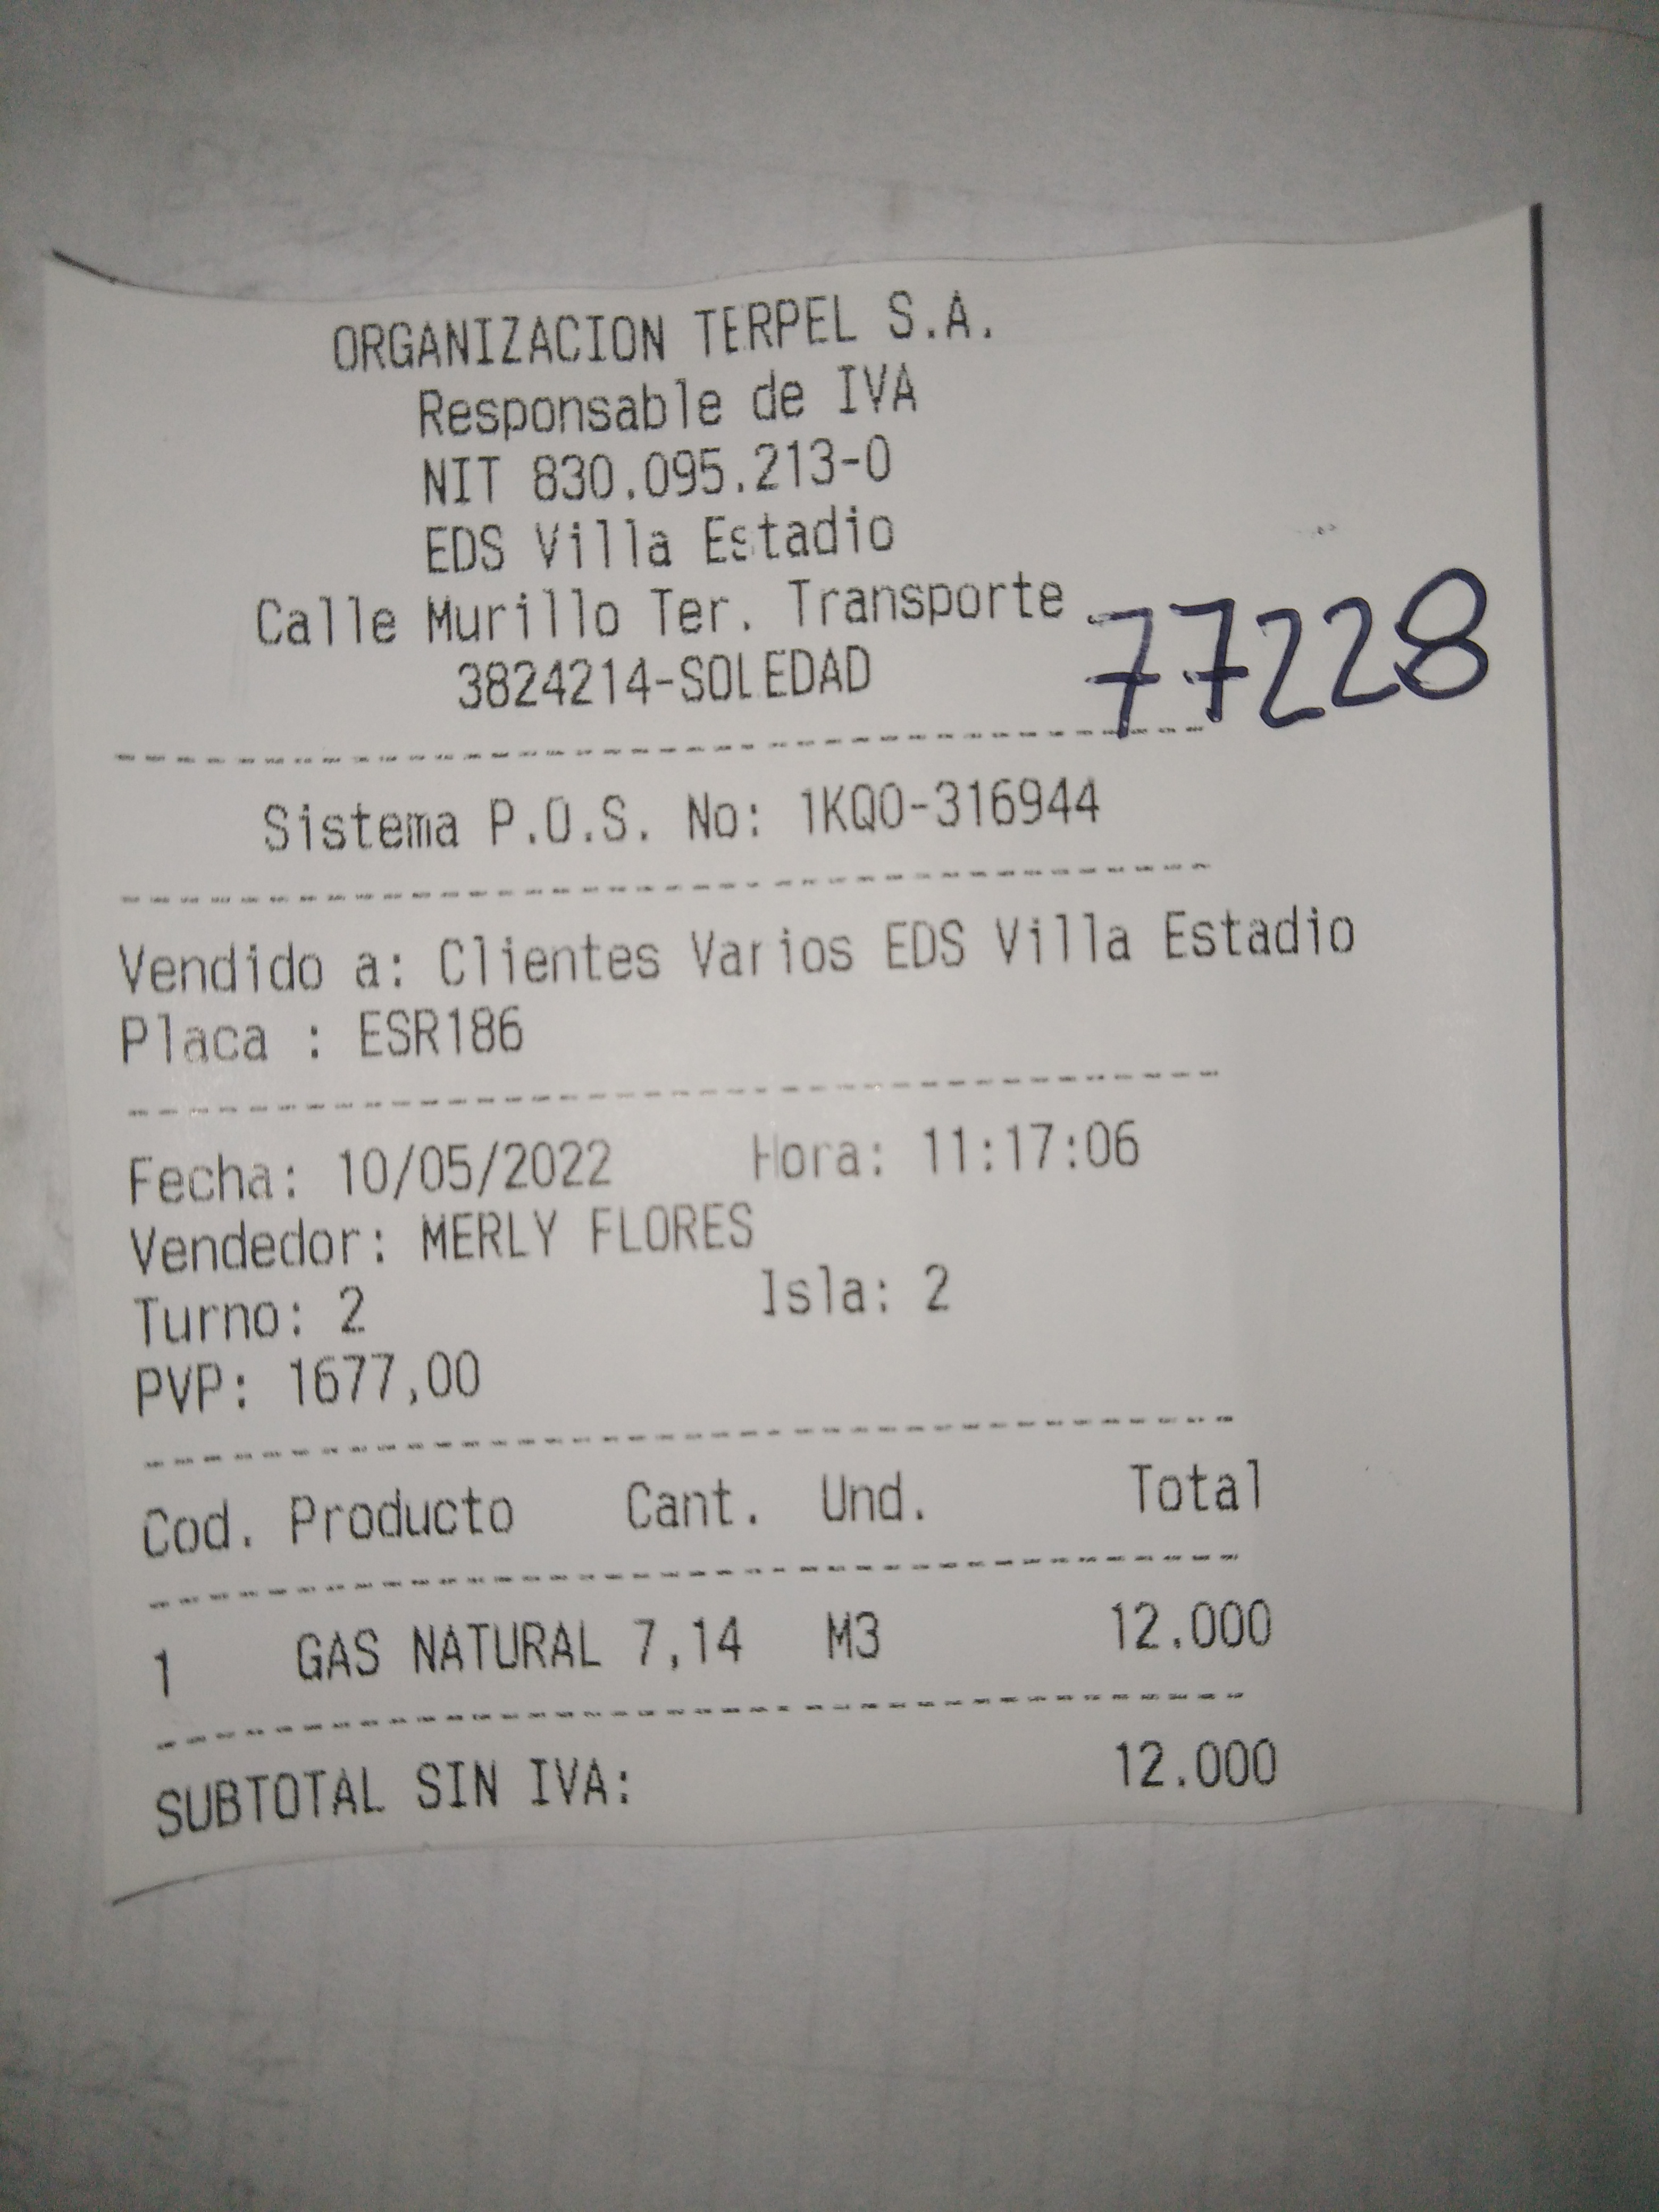 ORGANIZACION TERPEL S.A.
Responsable de IVA
NIT 830.095.213-0
EDS Villa Estadio
Calle Murillo Ter. Transporte
77228
3824214-SOLEDAD
Sistema P.O.S. No: 1KQ0-316944
Vendido a: Clientes Varios EDS Villa Estadio
Placa : ESR186
Fecha: 10/05/2022 Hora: 11:17:06
Vendedor: MERLY FLORES
Turno: 2 Isla: 2
PVP: 1677,00
Cod. Producto Cant. Und. Total
1 GAS NATURAL 7,14 M3 12.000
SUBTOTAL SIN IVA: 12.000